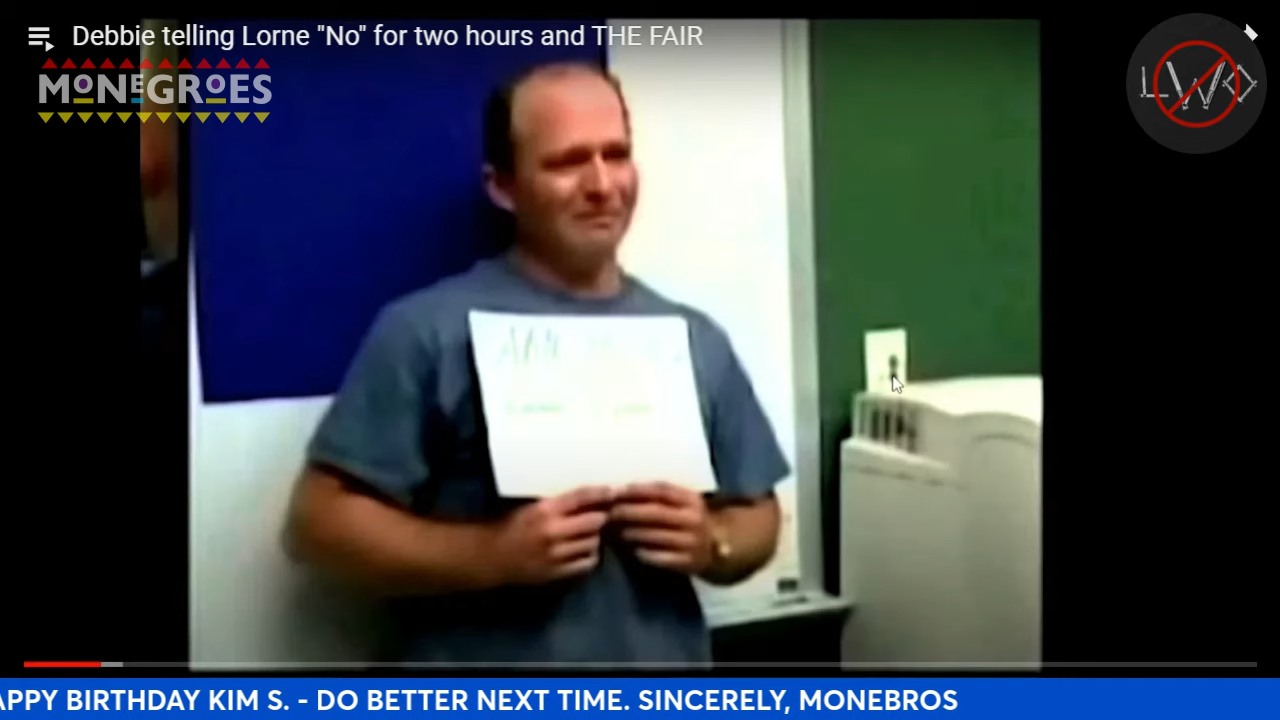 Debbie telling Lorne "No" for two hours and THE FAIR
MONEGROES
LWD
APPY BIRTHDAY KIM S. - DO BETTER NEXT TIME. SINCERELY, MONEBROS